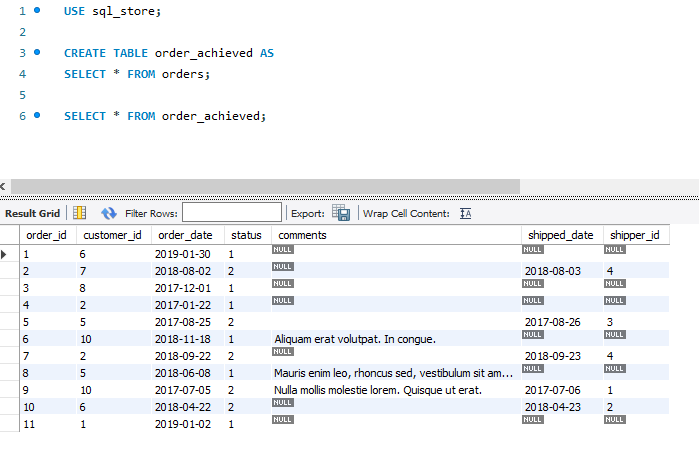 1 USE sql_store;
2
3 CREATE TABLE order_achieved AS
4 SELECT * FROM orders;
5
6 SELECT * FROM order_achieved;
Result Grid Filter Rows: Export: Wrap Cell Content: IA
order_id customer_id order_date status comments shipped_date shipper_id
1 6 2019-01-30 1 NULL NULL NULL
2 7 2018-08-02 2 NULL 2018-08-03 4
3 8 2017-12-01 1 NULL NULL NULL
4 2 2017-01-22 1 NULL NULL NULL
5 5 2017-08-25 2 2017-08-26 3
6 10 2018-11-18 1 Aliquam erat volutpat. In congue. NULL NULL
7 2 2018-09-22 2 NULL 2018-09-23 4
8 5 2018-06-08 1 Mauris enim leo, rhoncus sed, vestibulum sit am... NULL NULL
9 10 2017-07-05 2 Nulla mollis molestie lorem. Quisque ut erat. 2017-07-06 1
10 6 2018-04-22 2 NULL 2018-04-23 2
11 1 2019-01-02 1 NULL NULL NULL